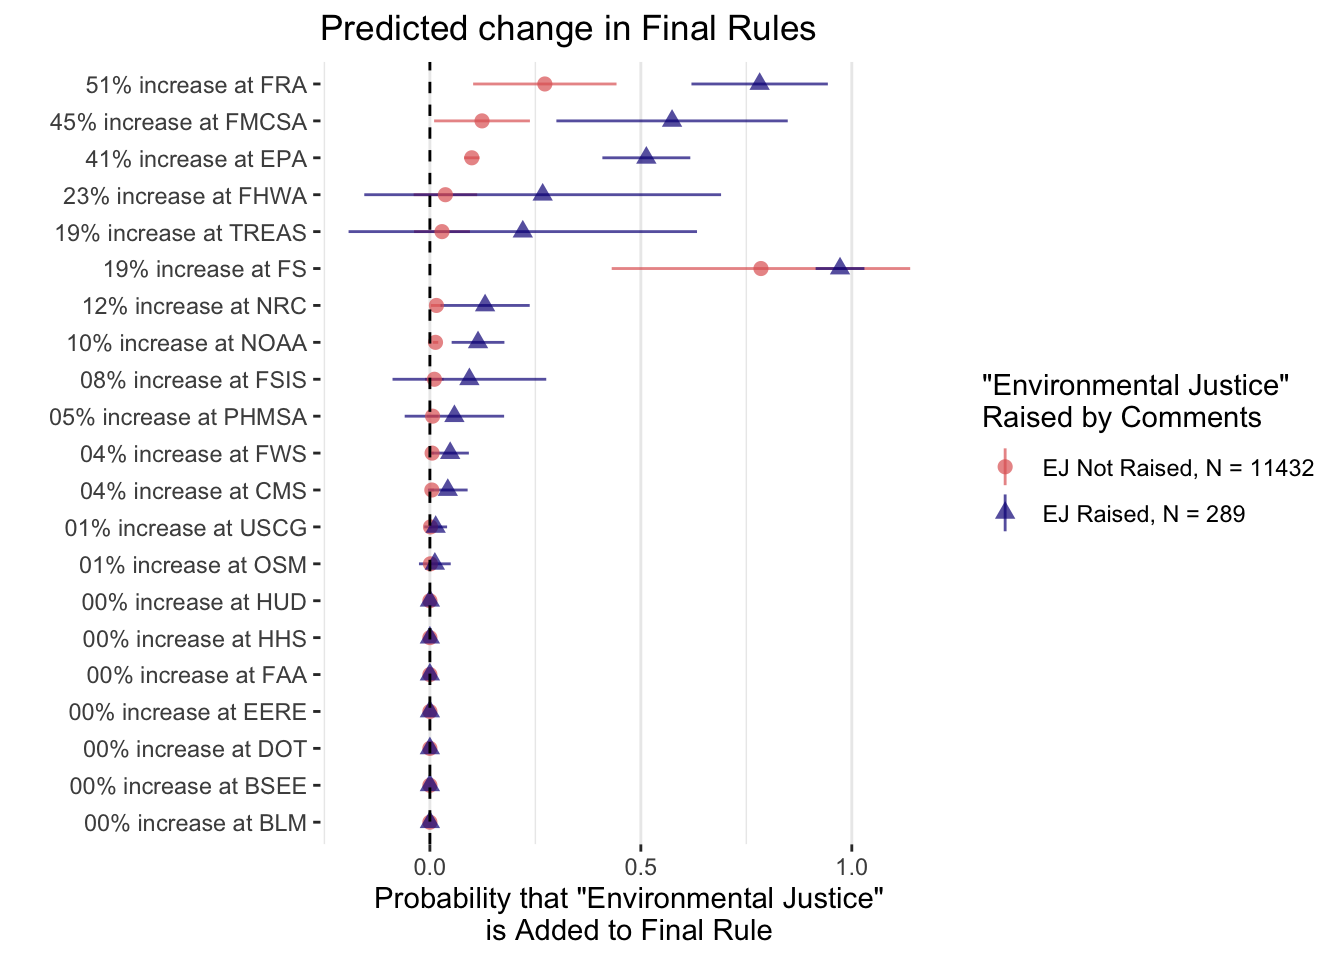 Predicted change in Final Rules
51% increase at FRA
45% increase at FMCSA
41% increase at EPA
23% increase at FHWA
19% increase at TREAS
19% increase at FS
12% increase at NRC
10% increase at NOAA
08% increase at FSIS
05% increase at PHMSA
04% increase at FWS
04% increase at CMS
01% increase at USCG
01% increase at OSM
00% increase at HUD
00% increase at HHS
00% increase at FAA
00% increase at EERE
00% increase at DOT
00% increase at BSEE
00% increase at BLM
0.0 0.5 1.0
Probability that "Environmental Justice"
is Added to Final Rule
"Environmental Justice"
Raised by Comments
EJ Not Raised, N = 11432
EJ Raised, N = 289